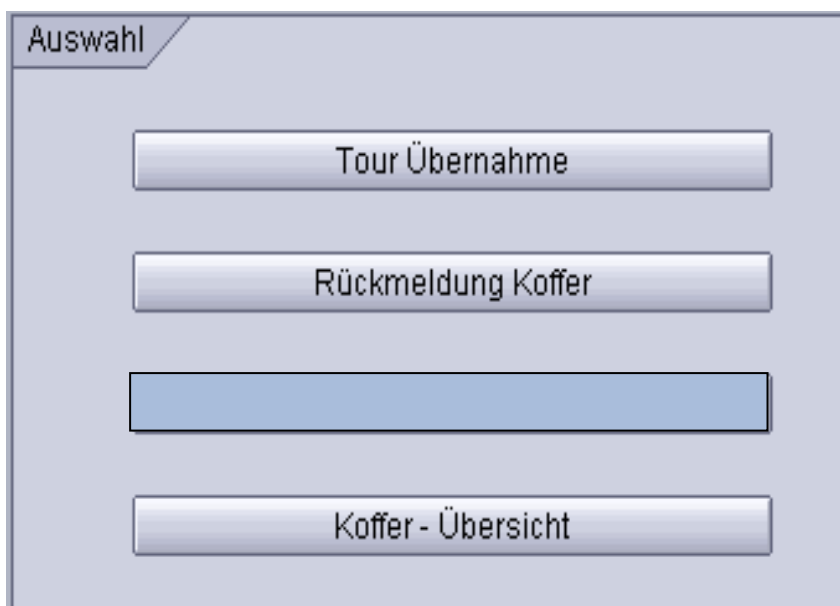 Auswahl
Tour Übernahme
Rückmeldung Koffer
Koffer - Übersicht